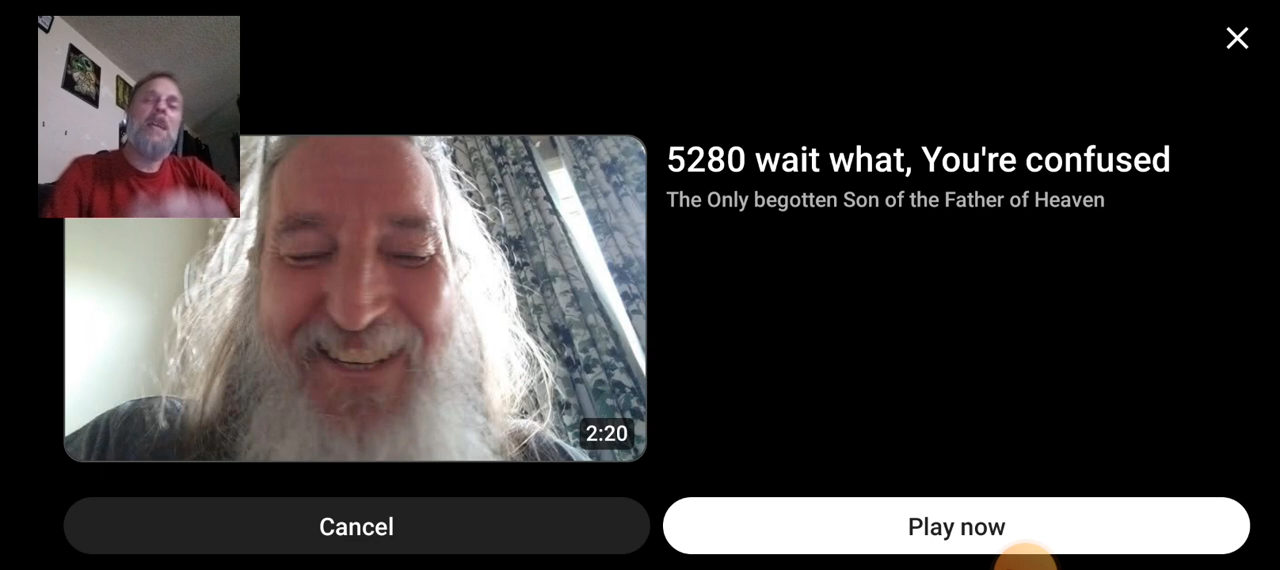 5280 wait what, You're confused
The Only begotten Son of the Father of Heaven
2:20
Cancel
Play now